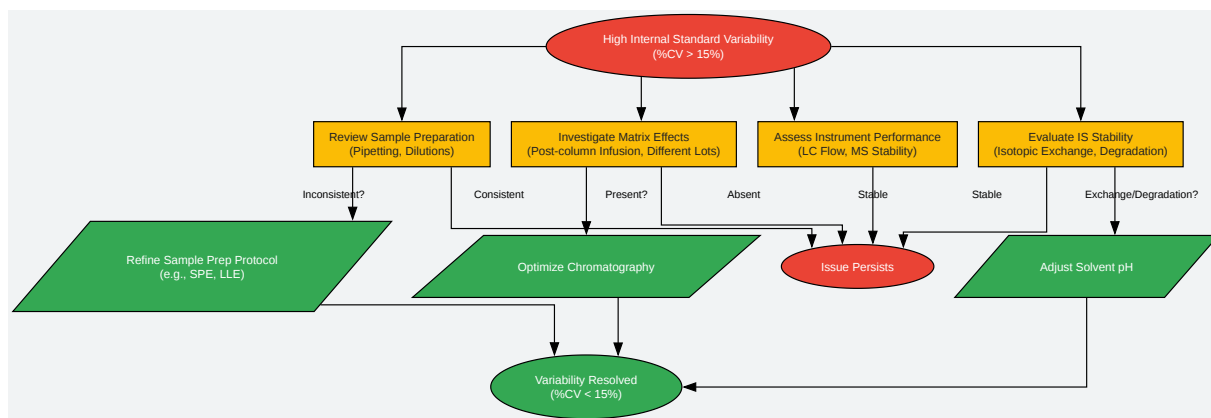 High Internal Standard Variability
(%CV > 15%)
Review Sample Preparation
(Pipetting, Dilutions)
Investigate Matrix Effects
(Post-column Infusion, Different Lots)
Assess Instrument Performance
(LC Flow, MS Stability)
Evaluate IS Stability
(Isotopic Exchange, Degradation)
Inconsistent?
Consistent
Present?
Absent
Stable
Stable
Exchange/Degradation?
Refine Sample Prep Protocol
(e.g., SPE, LLE)
Optimize Chromatography
Issue Persists
Adjust Solvent pH
Variability Resolved
(%CV < 15%)